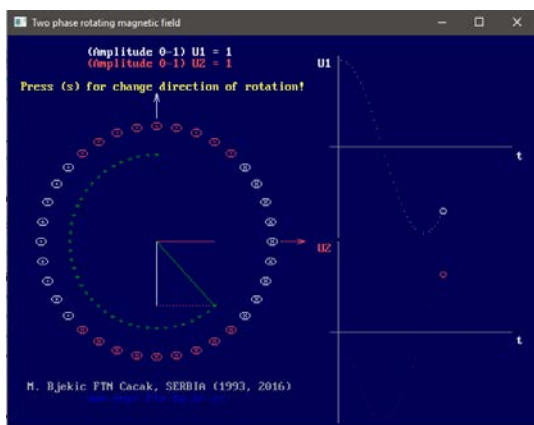 Two phase rotating magnetic field
(Amplitude 0-1) U1 = 1
(Amplitude 0-1) U2 = 1
Press (s) for change direction of rotation!
U1
t
U2
t
M. Bjekic FTN Cacak, SERBIA (1993, 2016)